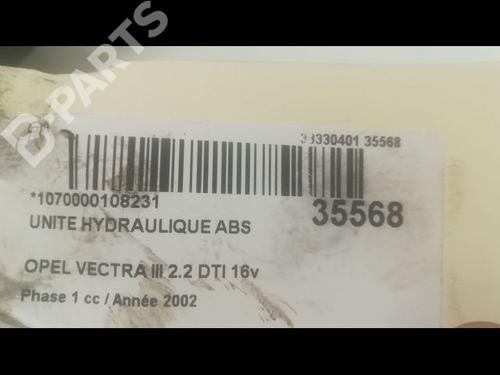 B-PARTS
38330401 35568
*1070000108231
35568
UNITE HYDRAULIQUE ABS
OPEL VECTRA III 2.2 DTI 16v
Phase 1 cc / Année 2002